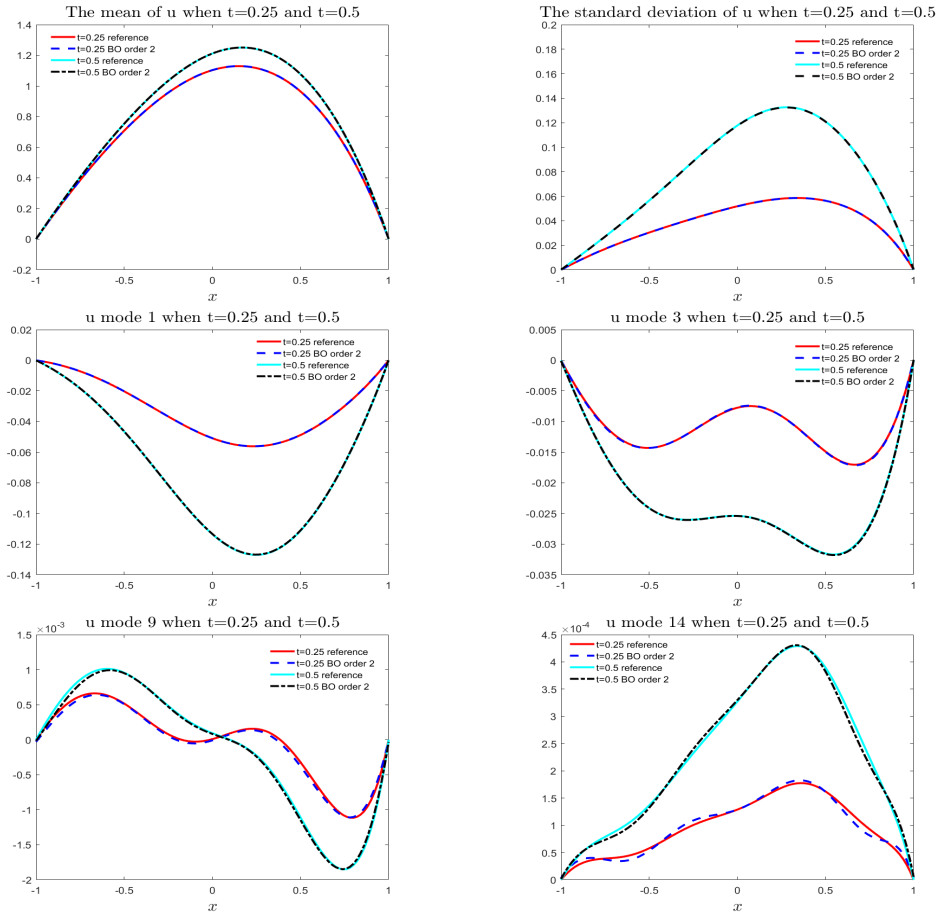 The mean of u when t=0.25 and t=0.5
1.4
1.2
1
0.8
0.6
0.4
0.2
0
-0.2
-1 -0.5 0 0.5 1
x
t=0.25 reference
t=0.25 BO order 2
t=0.5 reference
t=0.5 BO order 2
The standard deviation of u when t=0.25 and t=0.5
0.2
0.18
0.16
0.14
0.12
0.1
0.08
0.06
0.04
0.02
0
-1 -0.5 0 0.5 1
x
t=0.25 reference
t=0.25 BO order 2
t=0.5 reference
t=0.5 BO order 2
u mode 1 when t=0.25 and t=0.5
0.02
0
-0.02
-0.04
-0.06
-0.08
-0.1
-0.12
-0.14
-1 -0.5 0 0.5 1
x
t=0.25 reference
t=0.25 BO order 2
t=0.5 reference
t=0.5 BO order 2
u mode 3 when t=0.25 and t=0.5
0.005
0
-0.005
-0.01
-0.015
-0.02
-0.025
-0.03
-0.035
-1 -0.5 0 0.5 1
x
t=0.25 reference
t=0.25 BO order 2
t=0.5 reference
t=0.5 BO order 2
u mode 9 when t=0.25 and t=0.5
×10⁻³
1.5
1
0.5
0
-0.5
-1
-1.5
-2
-1 -0.5 0 0.5 1
x
t=0.25 reference
t=0.25 BO order 2
t=0.5 reference
t=0.5 BO order 2
u mode 14 when t=0.25 and t=0.5
×10⁻⁴
4.5
4
3.5
3
2.5
2
1.5
1
0.5
0
-1 -0.5 0 0.5 1
x
t=0.25 reference
t=0.25 BO order 2
t=0.5 reference
t=0.5 BO order 2